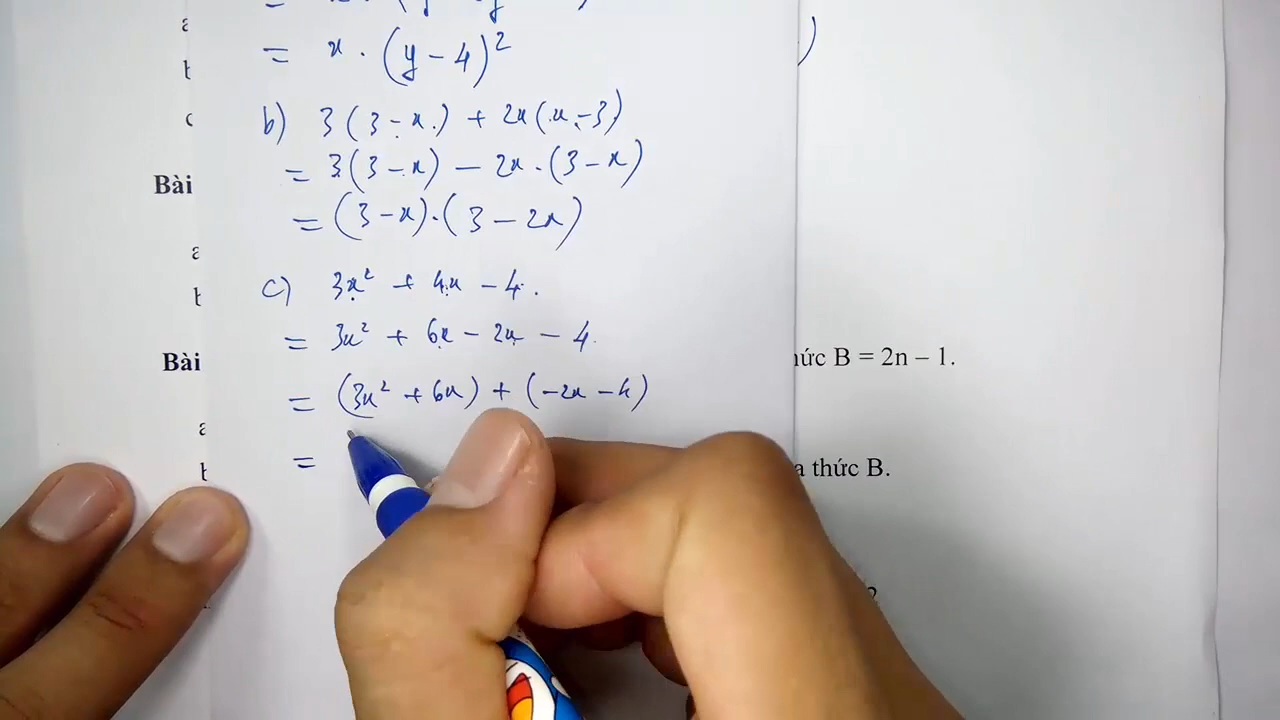 = x . (y - 4)²
b) 3(3 - x) + 2x(x - 3)
= 3(3 - x) - 2x . (3 - x)
= (3 - x) . (3 - 2x)
c) 3x² + 4x - 4.
= 3x² + 6x - 2x - 4
= (3x² + 6x) + (-2x - 4)
=
Bài
a
b
Bài
a
b
ức B = 2n – 1.
a thức B.